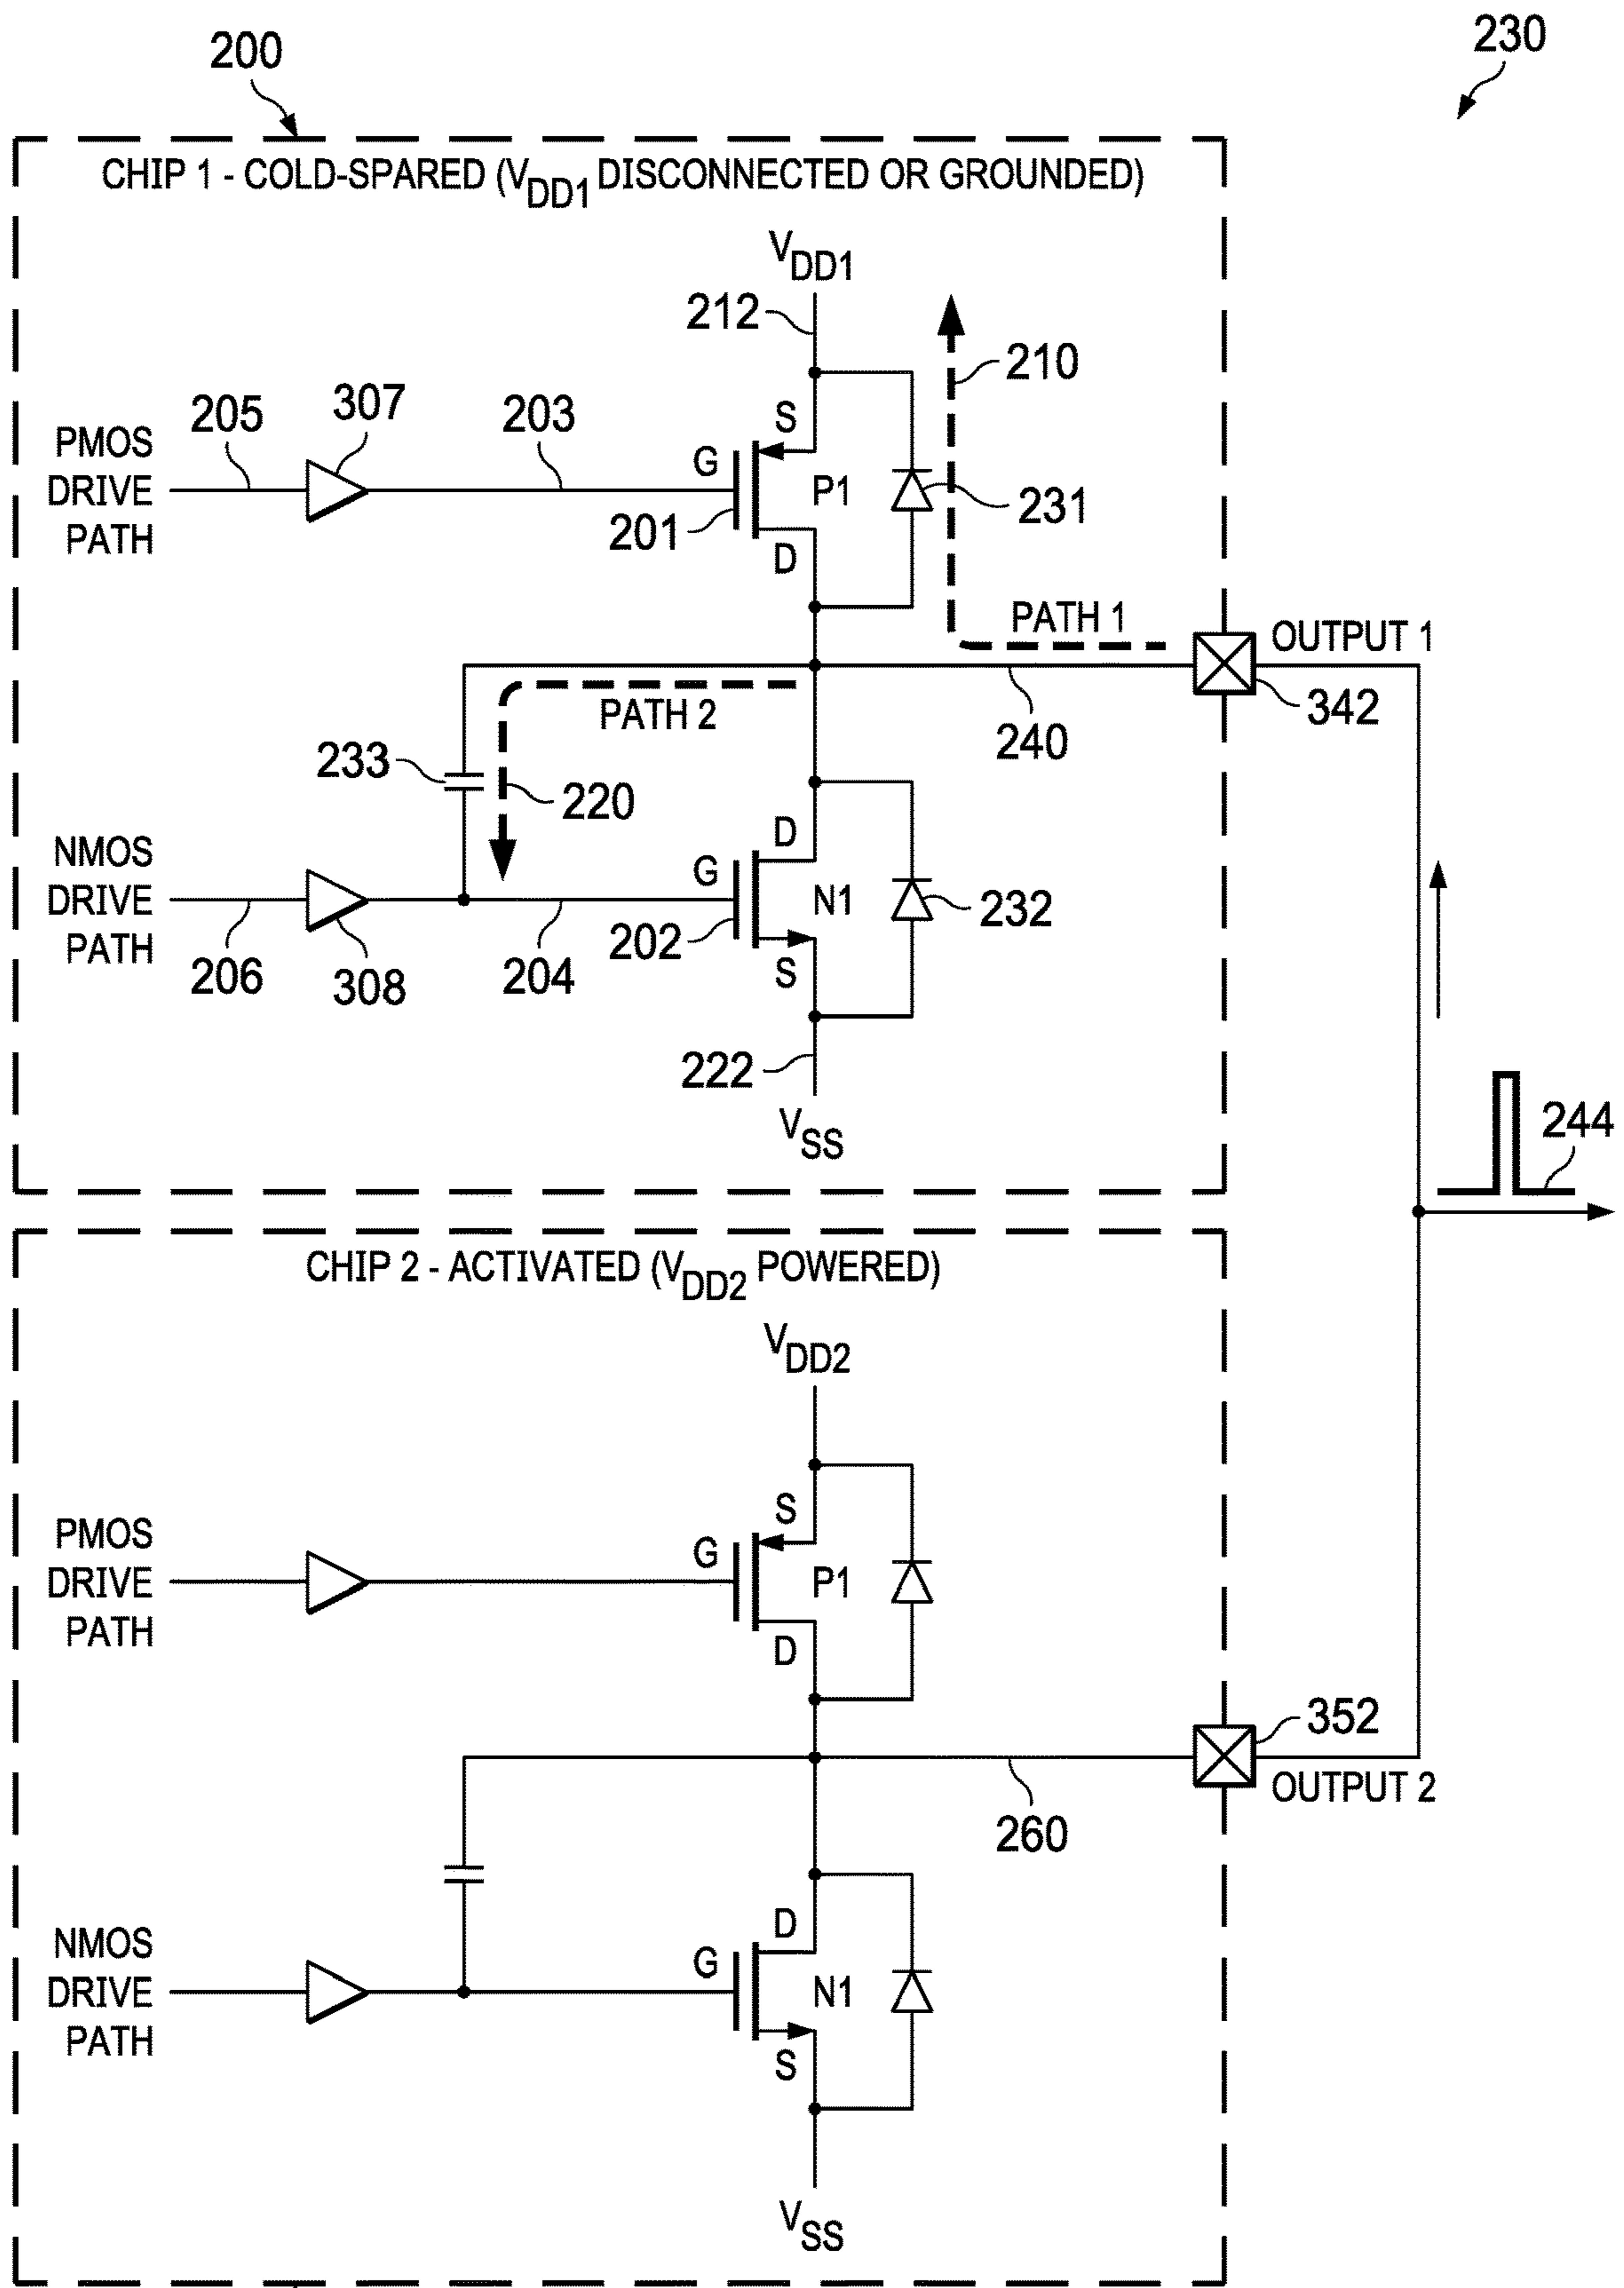 200
230
CHIP 1 - COLD-SPARED (VDD1 DISCONNECTED OR GROUNDED)
VDD1
212
210
205
307
203
S
G
P1
231
PMOS
DRIVE
PATH
201
D
PATH 1
OUTPUT 1
PATH 2
342
240
233
220
D
NMOS
DRIVE
PATH
G
N1
232
202
206
308
204
S
222
VSS
244
CHIP 2 - ACTIVATED (VDD2 POWERED)
VDD2
S
PMOS
DRIVE
PATH
G
P1
D
352
OUTPUT 2
260
D
NMOS
DRIVE
PATH
G
N1
S
VSS